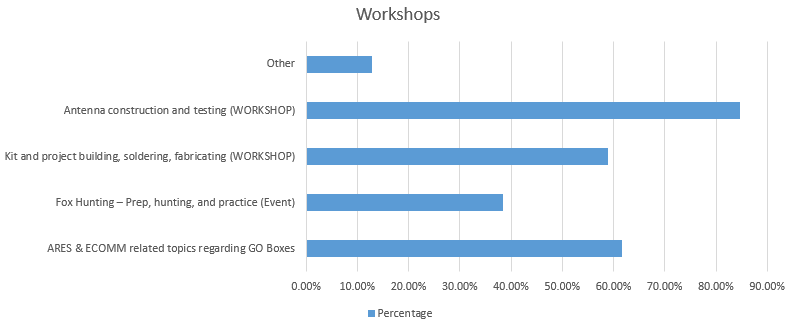 Workshops
Other
Antenna construction and testing (WORKSHOP)
Kit and project building, soldering, fabricating (WORKSHOP)
Fox Hunting – Prep, hunting, and practice (Event)
ARES & ECOMM related topics regarding GO Boxes
0.00% 10.00% 20.00% 30.00% 40.00% 50.00% 60.00% 70.00% 80.00% 90.00%
Percentage